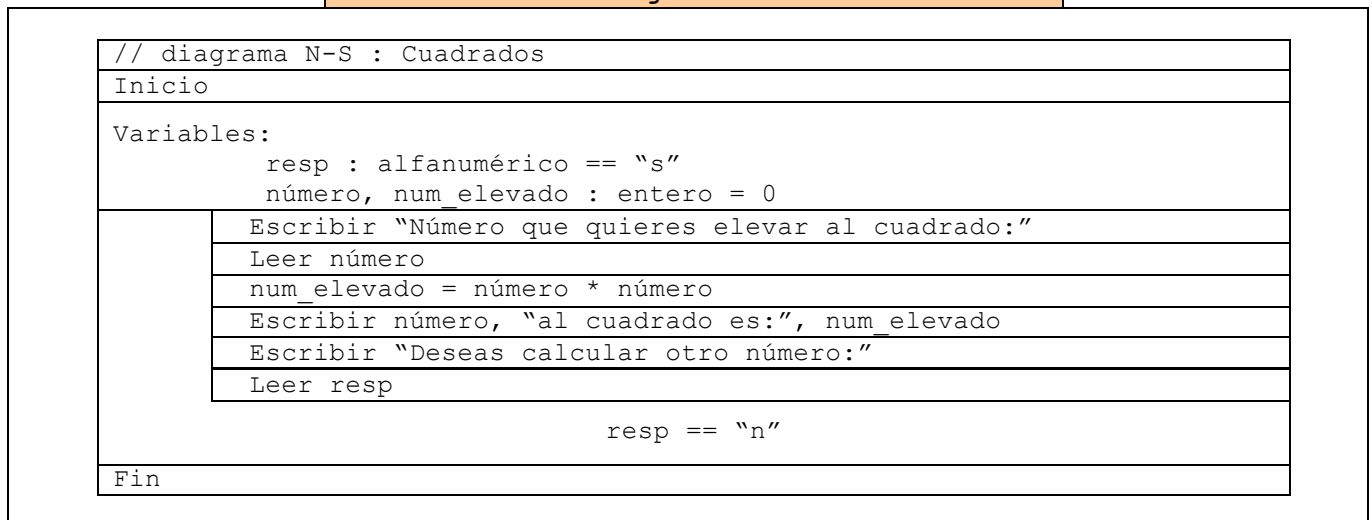 // diagrama N-S : Cuadrados
Inicio
Variables:
resp : alfanumérico == “s”
número, num_elevado : entero = 0
Escribir “Número que quieres elevar al cuadrado:”
Leer número
num_elevado = número * número
Escribir número, “al cuadrado es:”, num_elevado
Escribir “Deseas calcular otro número:”
Leer resp
resp == “n”
Fin